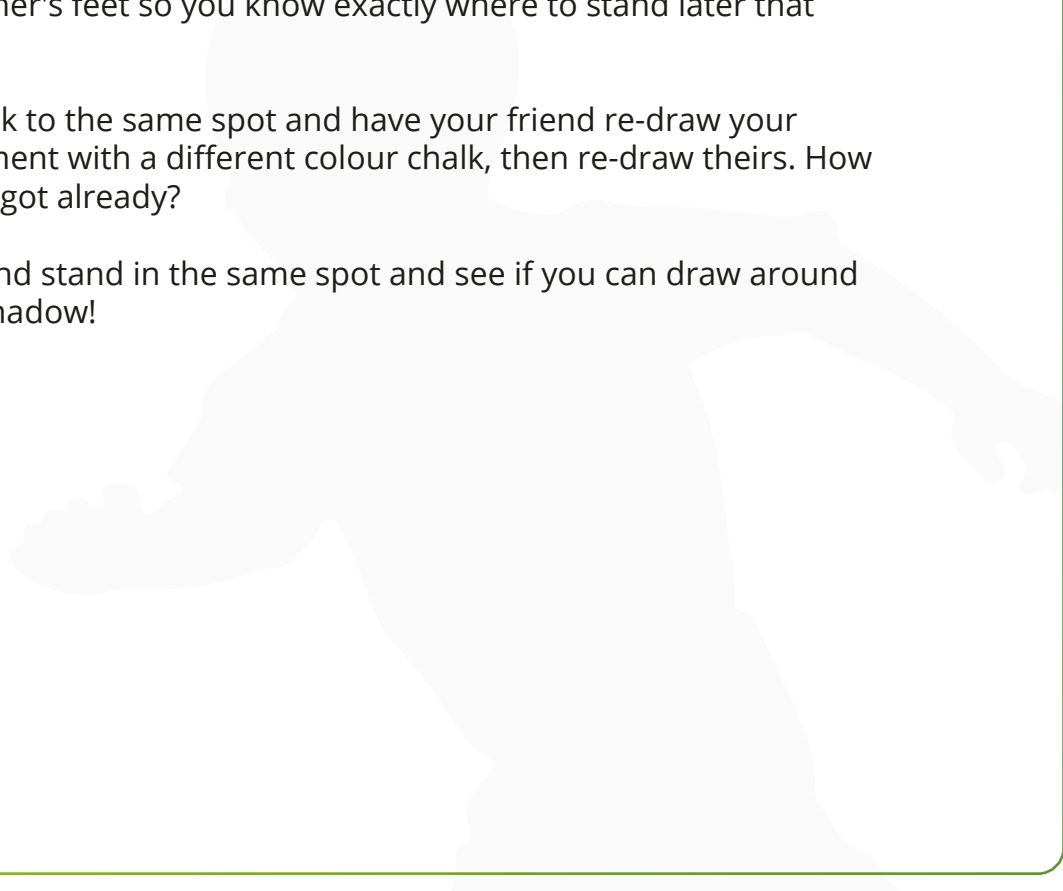 ner's feet so you know exactly where to stand later that
k to the same spot and have your friend re-draw your
nent with a different colour chalk, then re-draw theirs. How
got already?
nd stand in the same spot and see if you can draw around
hadow!